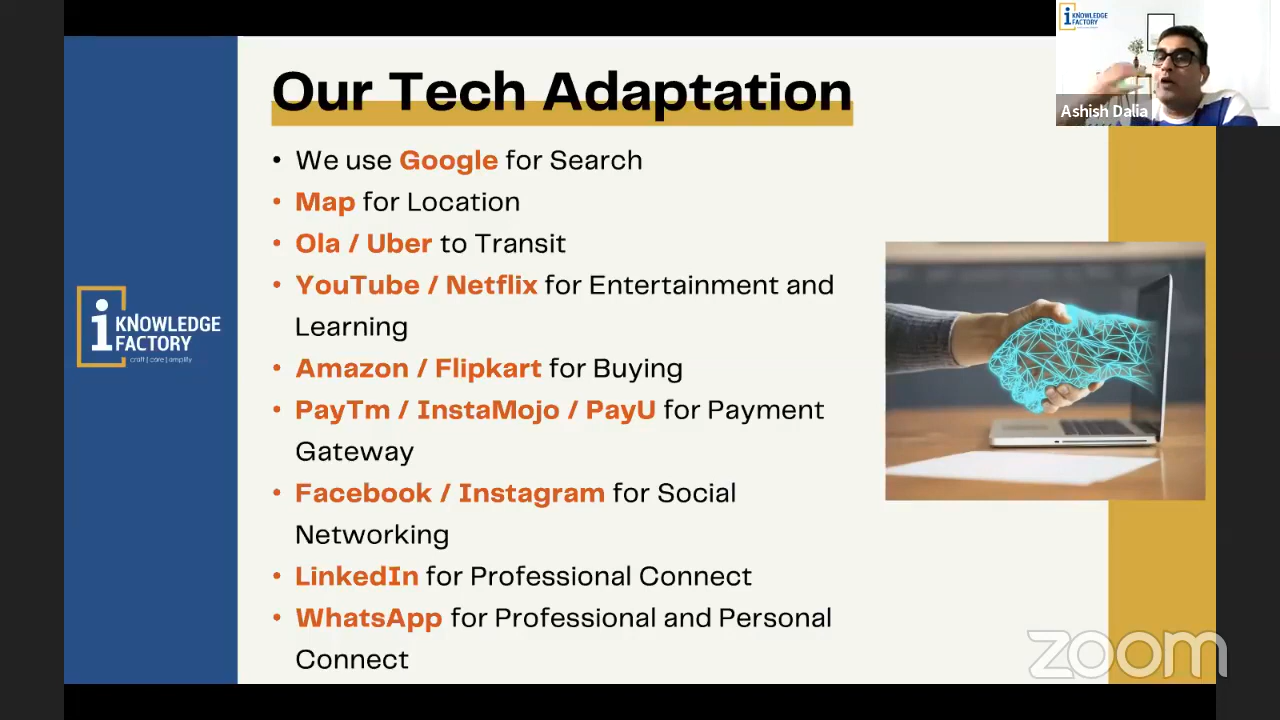 Our Tech Adaptation
• We use Google for Search
• Map for Location
• Ola / Uber to Transit
• YouTube / Netflix for Entertainment and
Learning
• Amazon / Flipkart for Buying
• PayTm / InstaMojo / PayU for Payment
Gateway
• Facebook / Instagram for Social
Networking
• LinkedIn for Professional Connect
• WhatsApp for Professional and Personal
Connect
i KNOWLEDGE
FACTORY
craft | care | amplify
i KNOWLEDGE
FACTORY
Ashish Dalia
zoom